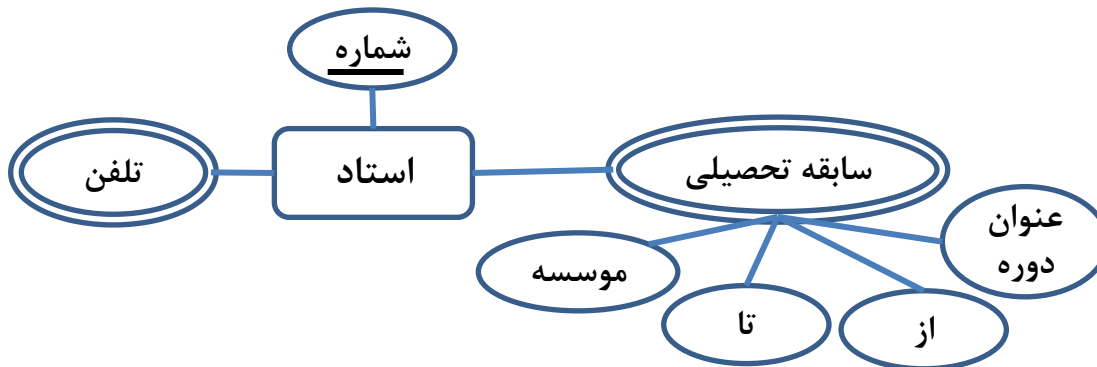 شماره
تلفن
استاد
سابقه تحصیلی
عنوان
دوره
موسسه
تا
از